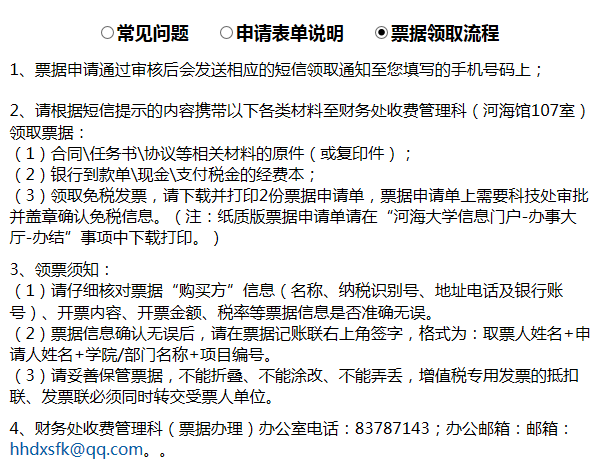 常见问题 申请表单说明 票据领取流程
1、票据申请通过审核后会发送相应的短信领取通知至您填写的手机号码上；
2、请根据短信提示的内容携带以下各类材料至财务处收费管理科（河海馆107室）
领取票据：
（1）合同\任务书\协议等相关材料的原件（或复印件）；
（2）银行到款单\现金\支付税金的经费本；
（3）领取免税发票，请下载并打印2份票据申请单，票据申请单上需要科技处审批
并盖章确认免税信息。（注：纸质版票据申请单请在“河海大学信息门户-办事大
厅-办结”事项中下载打印。）
3、领票须知：
（1）请仔细核对票据“购买方”信息（名称、纳税识别号、地址电话及银行账
号）、开票内容、开票金额、税率等票据信息是否准确无误。
（2）票据信息确认无误后，请在票据记账联右上角签字，格式为：取票人姓名+申
请人姓名+学院/部门名称+项目编号。
（3）请妥善保管票据，不能折叠、不能涂改、不能弄丢，增值税专用发票的抵扣
联、发票联必须同时转交受票人单位。
4、财务处收费管理科（票据办理）办公室电话：83787143；办公邮箱：邮箱：
hhdxsfk@qq.com。。